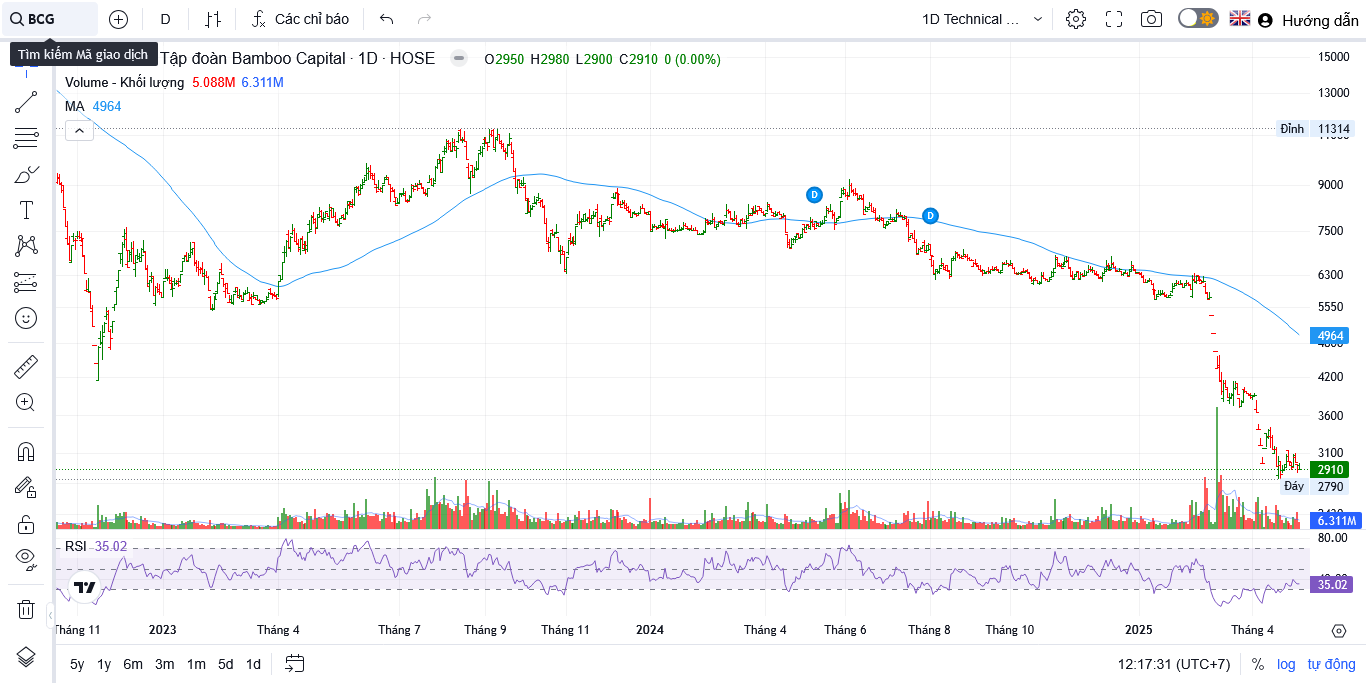 BCG
D
Các chỉ báo
1D Technical ...
Hướng dẫn
Tìm kiếm Mã giao dịch
Tập đoàn Bamboo Capital · 1D · HOSE
O2950 H2980 L2900 C2910 0 (0.00%)
Volume - Khối lượng 5.088M 6.311M
MA 4964
15000
13000
Đỉnh 11314
9000
D
D
7500
6300
5550
4964
4200
3600
3100
2910
Đáy 2790
6.311M
80.00
RSI 35.02
35.02
Tháng 11 2023 Tháng 4 Tháng 7 Tháng 9 Tháng 11 2024 Tháng 4 Tháng 6 Tháng 8 Tháng 10 2025 Tháng 4
5y 1y 6m 3m 1m 5d 1d
12:17:31 (UTC+7) % log tự động